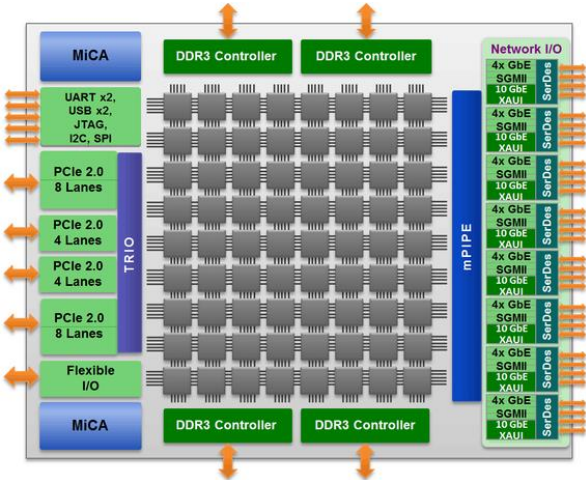 MiCA
DDR3 Controller
DDR3 Controller
Network I/O
UART x2,
USB x2,
JTAG,
I2C, SPI
PCIe 2.0
8 Lanes
PCIe 2.0
4 Lanes
PCIe 2.0
4 Lanes
PCIe 2.0
8 Lanes
TRIO
Flexible
I/O
MiCA
DDR3 Controller
DDR3 Controller
mPIPE
4x GbE
SGMII
10 GbE
XAUI
SerDes
4x GbE
SGMII
10 GbE
XAUI
SerDes
4x GbE
SGMII
10 GbE
XAUI
SerDes
4x GbE
SGMII
10 GbE
XAUI
SerDes
4x GbE
SGMII
10 GbE
XAUI
SerDes
4x GbE
SGMII
10 GbE
XAUI
SerDes
4x GbE
SGMII
10 GbE
XAUI
SerDes
4x GbE
SGMII
10 GbE
XAUI
SerDes